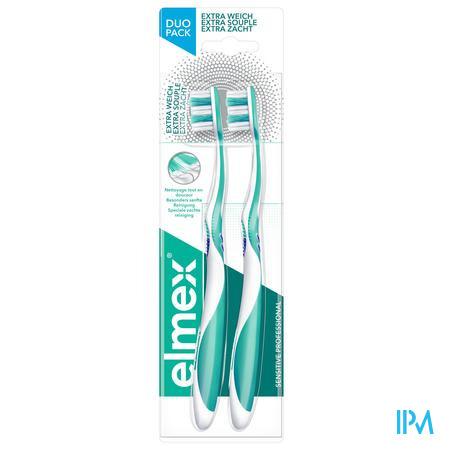 DUO
PACK
EXTRA WEICH
EXTRA SOUPLE
EXTRA ZACHT
EXTRA WEICH
EXTRA SOUPLE
EXTRA ZACHT
Nettoyage tout en
douceur
Besonders sanfte
Reinigung
Speciale zachte
reiniging
elmex®
SENSITIVE PROFESSIONAL
IPM